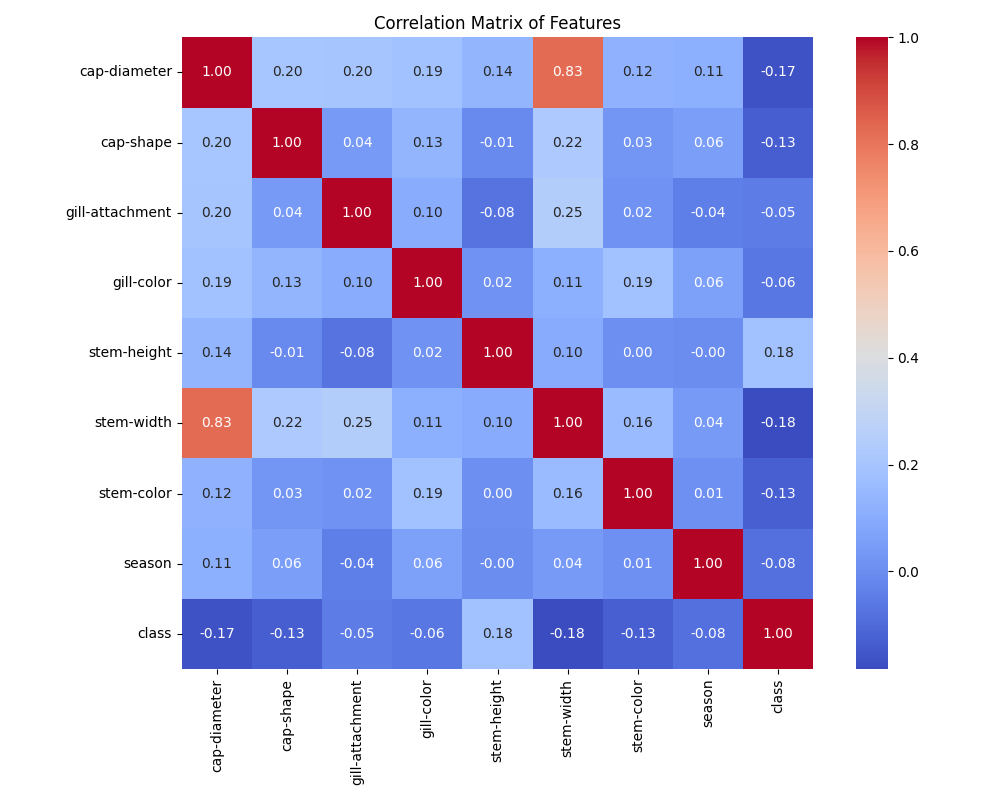 Correlation Matrix of Features
cap-diameter 1.00 0.20 0.20 0.19 0.14 0.83 0.12 0.11 -0.17
cap-shape 0.20 1.00 0.04 0.13 -0.01 0.22 0.03 0.06 -0.13
gill-attachment 0.20 0.04 1.00 0.10 -0.08 0.25 0.02 -0.04 -0.05
gill-color 0.19 0.13 0.10 1.00 0.02 0.11 0.19 0.06 -0.06
stem-height 0.14 -0.01 -0.08 0.02 1.00 0.10 0.00 -0.00 0.18
stem-width 0.83 0.22 0.25 0.11 0.10 1.00 0.16 0.04 -0.18
stem-color 0.12 0.03 0.02 0.19 0.00 0.16 1.00 0.01 -0.13
season 0.11 0.06 -0.04 0.06 -0.00 0.04 0.01 1.00 -0.08
class -0.17 -0.13 -0.05 -0.06 0.18 -0.18 -0.13 -0.08 1.00
cap-diameter
cap-shape
gill-attachment
gill-color
stem-height
stem-width
stem-color
season
class
1.0
0.8
0.6
0.4
0.2
0.0